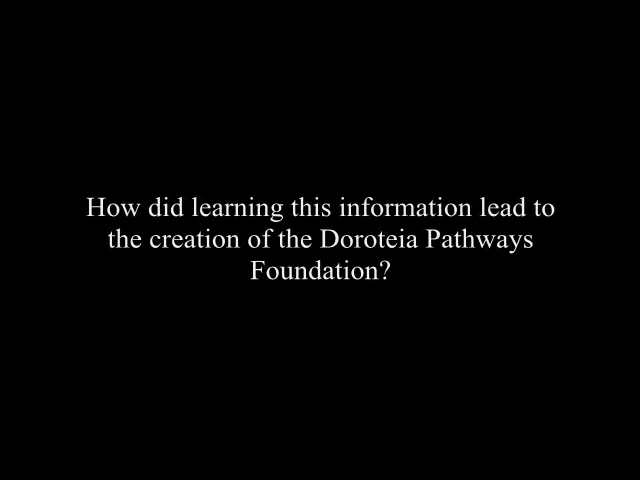 How did learning this information lead to
the creation of the Doroteia Pathways
Foundation?